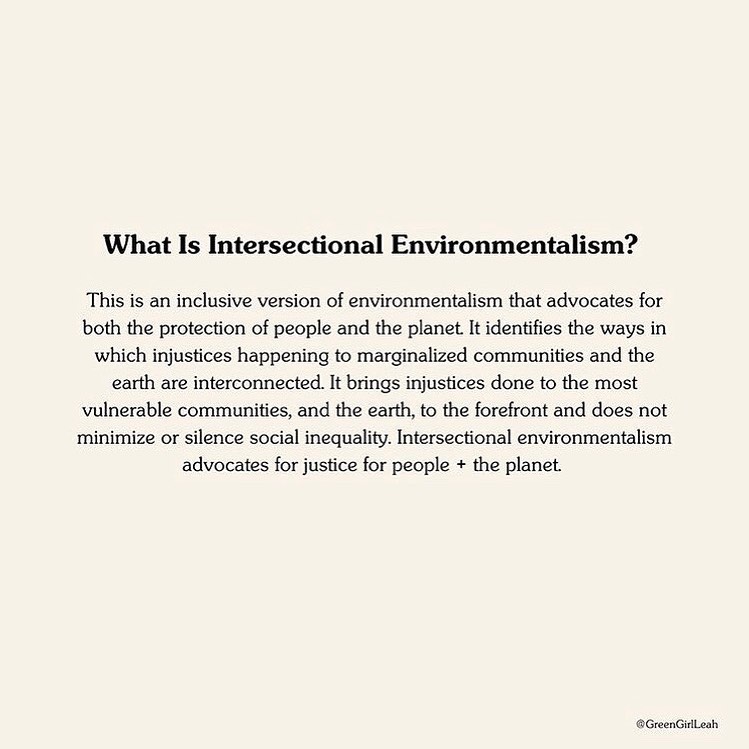 What Is Intersectional Environmentalism?
This is an inclusive version of environmentalism that advocates for
both the protection of people and the planet. It identifies the ways in
which injustices happening to marginalized communities and the
earth are interconnected. It brings injustices done to the most
vulnerable communities, and the earth, to the forefront and does not
minimize or silence social inequality. Intersectional environmentalism
advocates for justice for people + the planet.
@GreenGirlLeah